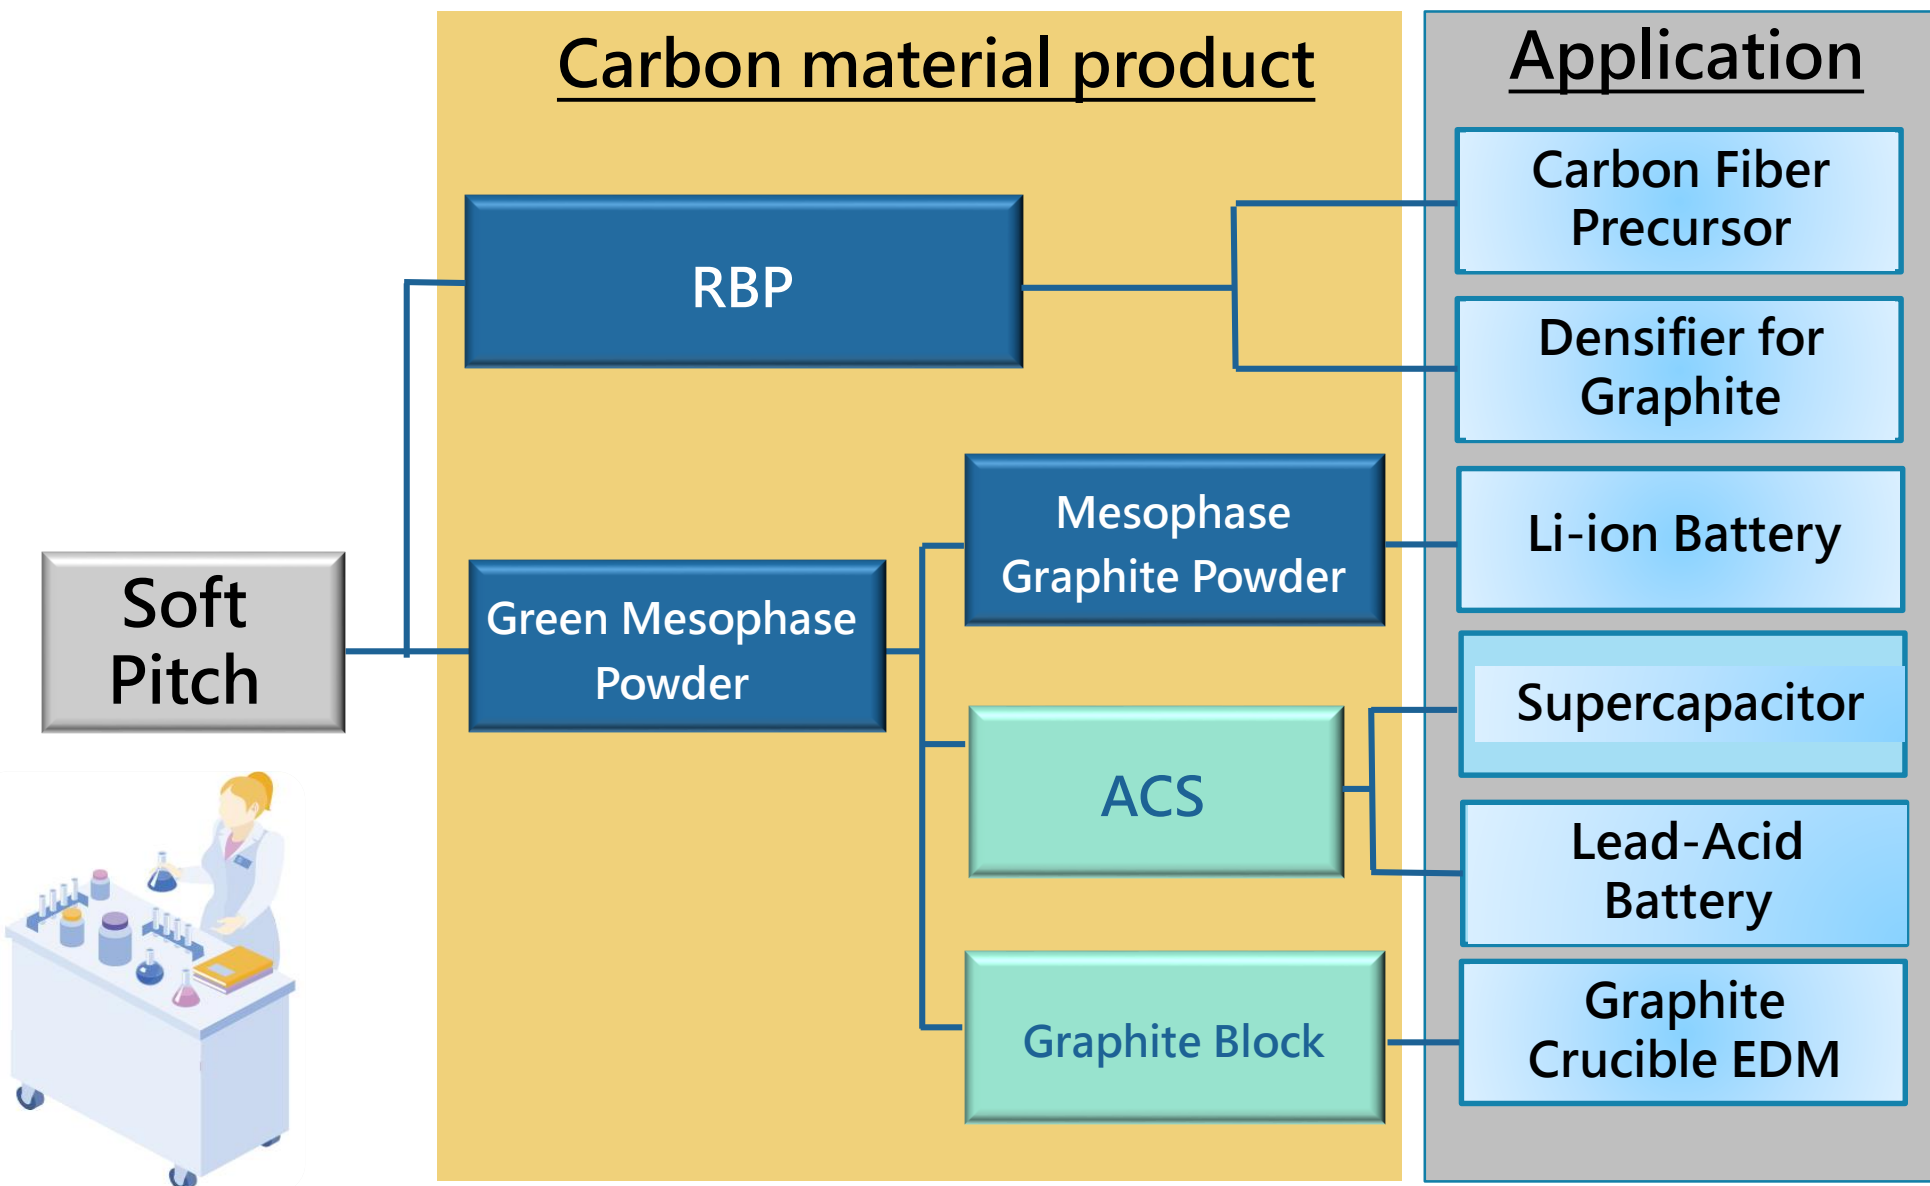 Carbon material product
Application
Soft
Pitch
RBP
Green Mesophase
Powder
Mesophase
Graphite Powder
ACS
Graphite Block
Carbon Fiber
Precursor
Densifier for
Graphite
Li-ion Battery
Supercapacitor
Lead-Acid
Battery
Graphite
Crucible EDM